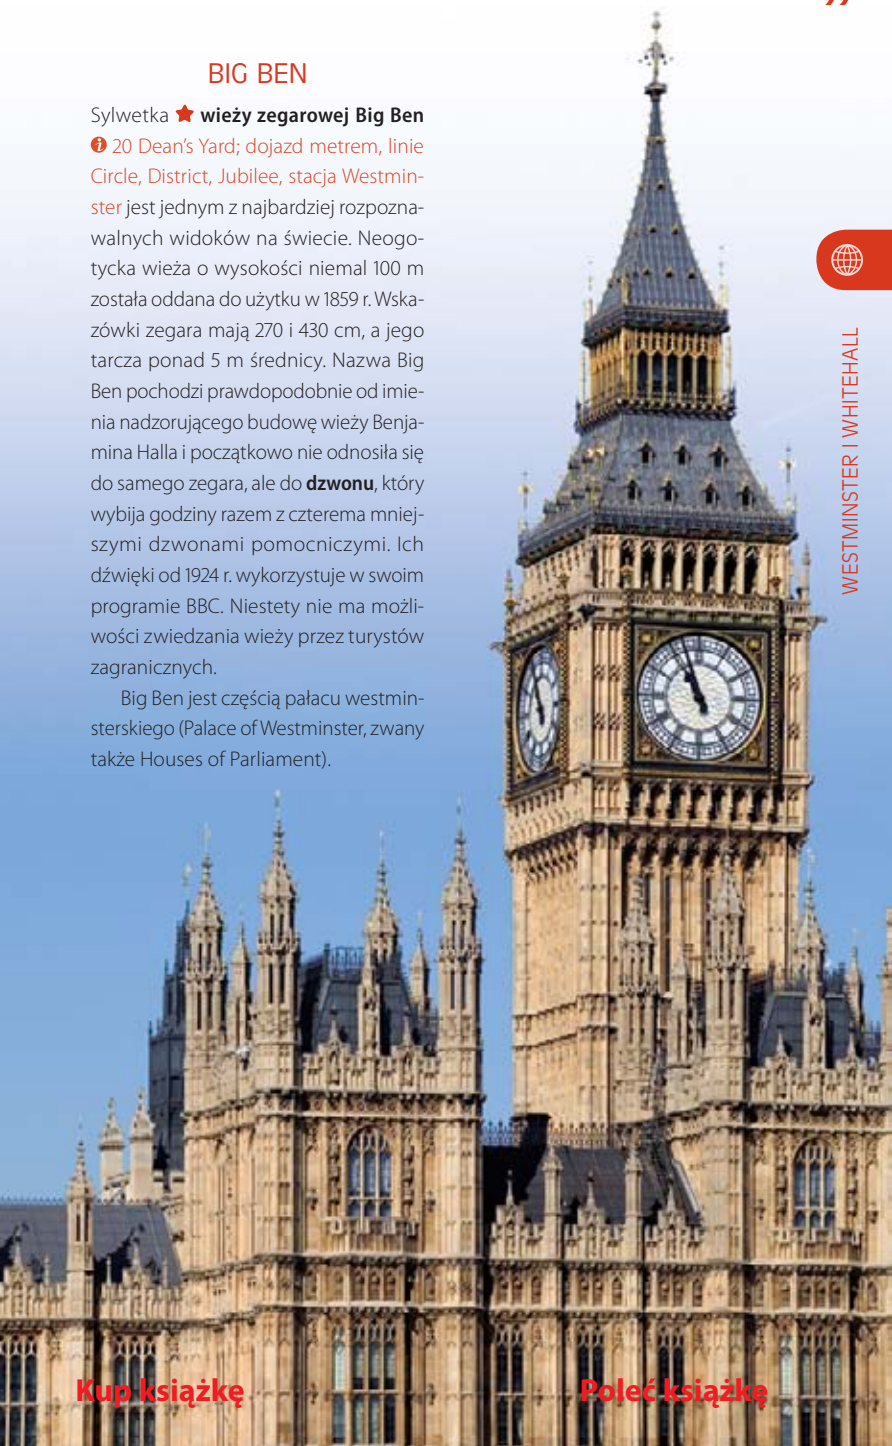 ”
BIG BEN
Sylwetka ★ wieży zegarowej Big Ben
i 20 Dean’s Yard; dojazd metrem, linie
Circle, District, Jubilee, stacja Westmin-
ster jest jednym z najbardziej rozpozna-
walnych widoków na świecie. Neogo-
tycka wieża o wysokości niemal 100 m
została oddana do użytku w 1859 r. Wska-
zówki zegara mają 270 i 430 cm, a jego
tarcza ponad 5 m średnicy. Nazwa Big
Ben pochodzi prawdopodobnie od imie-
nia nadzorującego budowę wieży Benja-
mina Halla i początkowo nie odnosiła się
do samego zegara, ale do dzwonu, który
wybija godziny razem z czterema mniej-
szymi dzwonami pomocniczymi. Ich
dźwięki od 1924 r. wykorzystuje w swoim
programie BBC. Niestety nie ma możli-
wości zwiedzania wieży przez turystów
zagranicznych.
Big Ben jest częścią pałacu westmin-
sterskiego (Palace of Westminster, zwany
także Houses of Parliament).
WESTMINSTER I WHITEHALL
Kup książkę
Poleć książkę